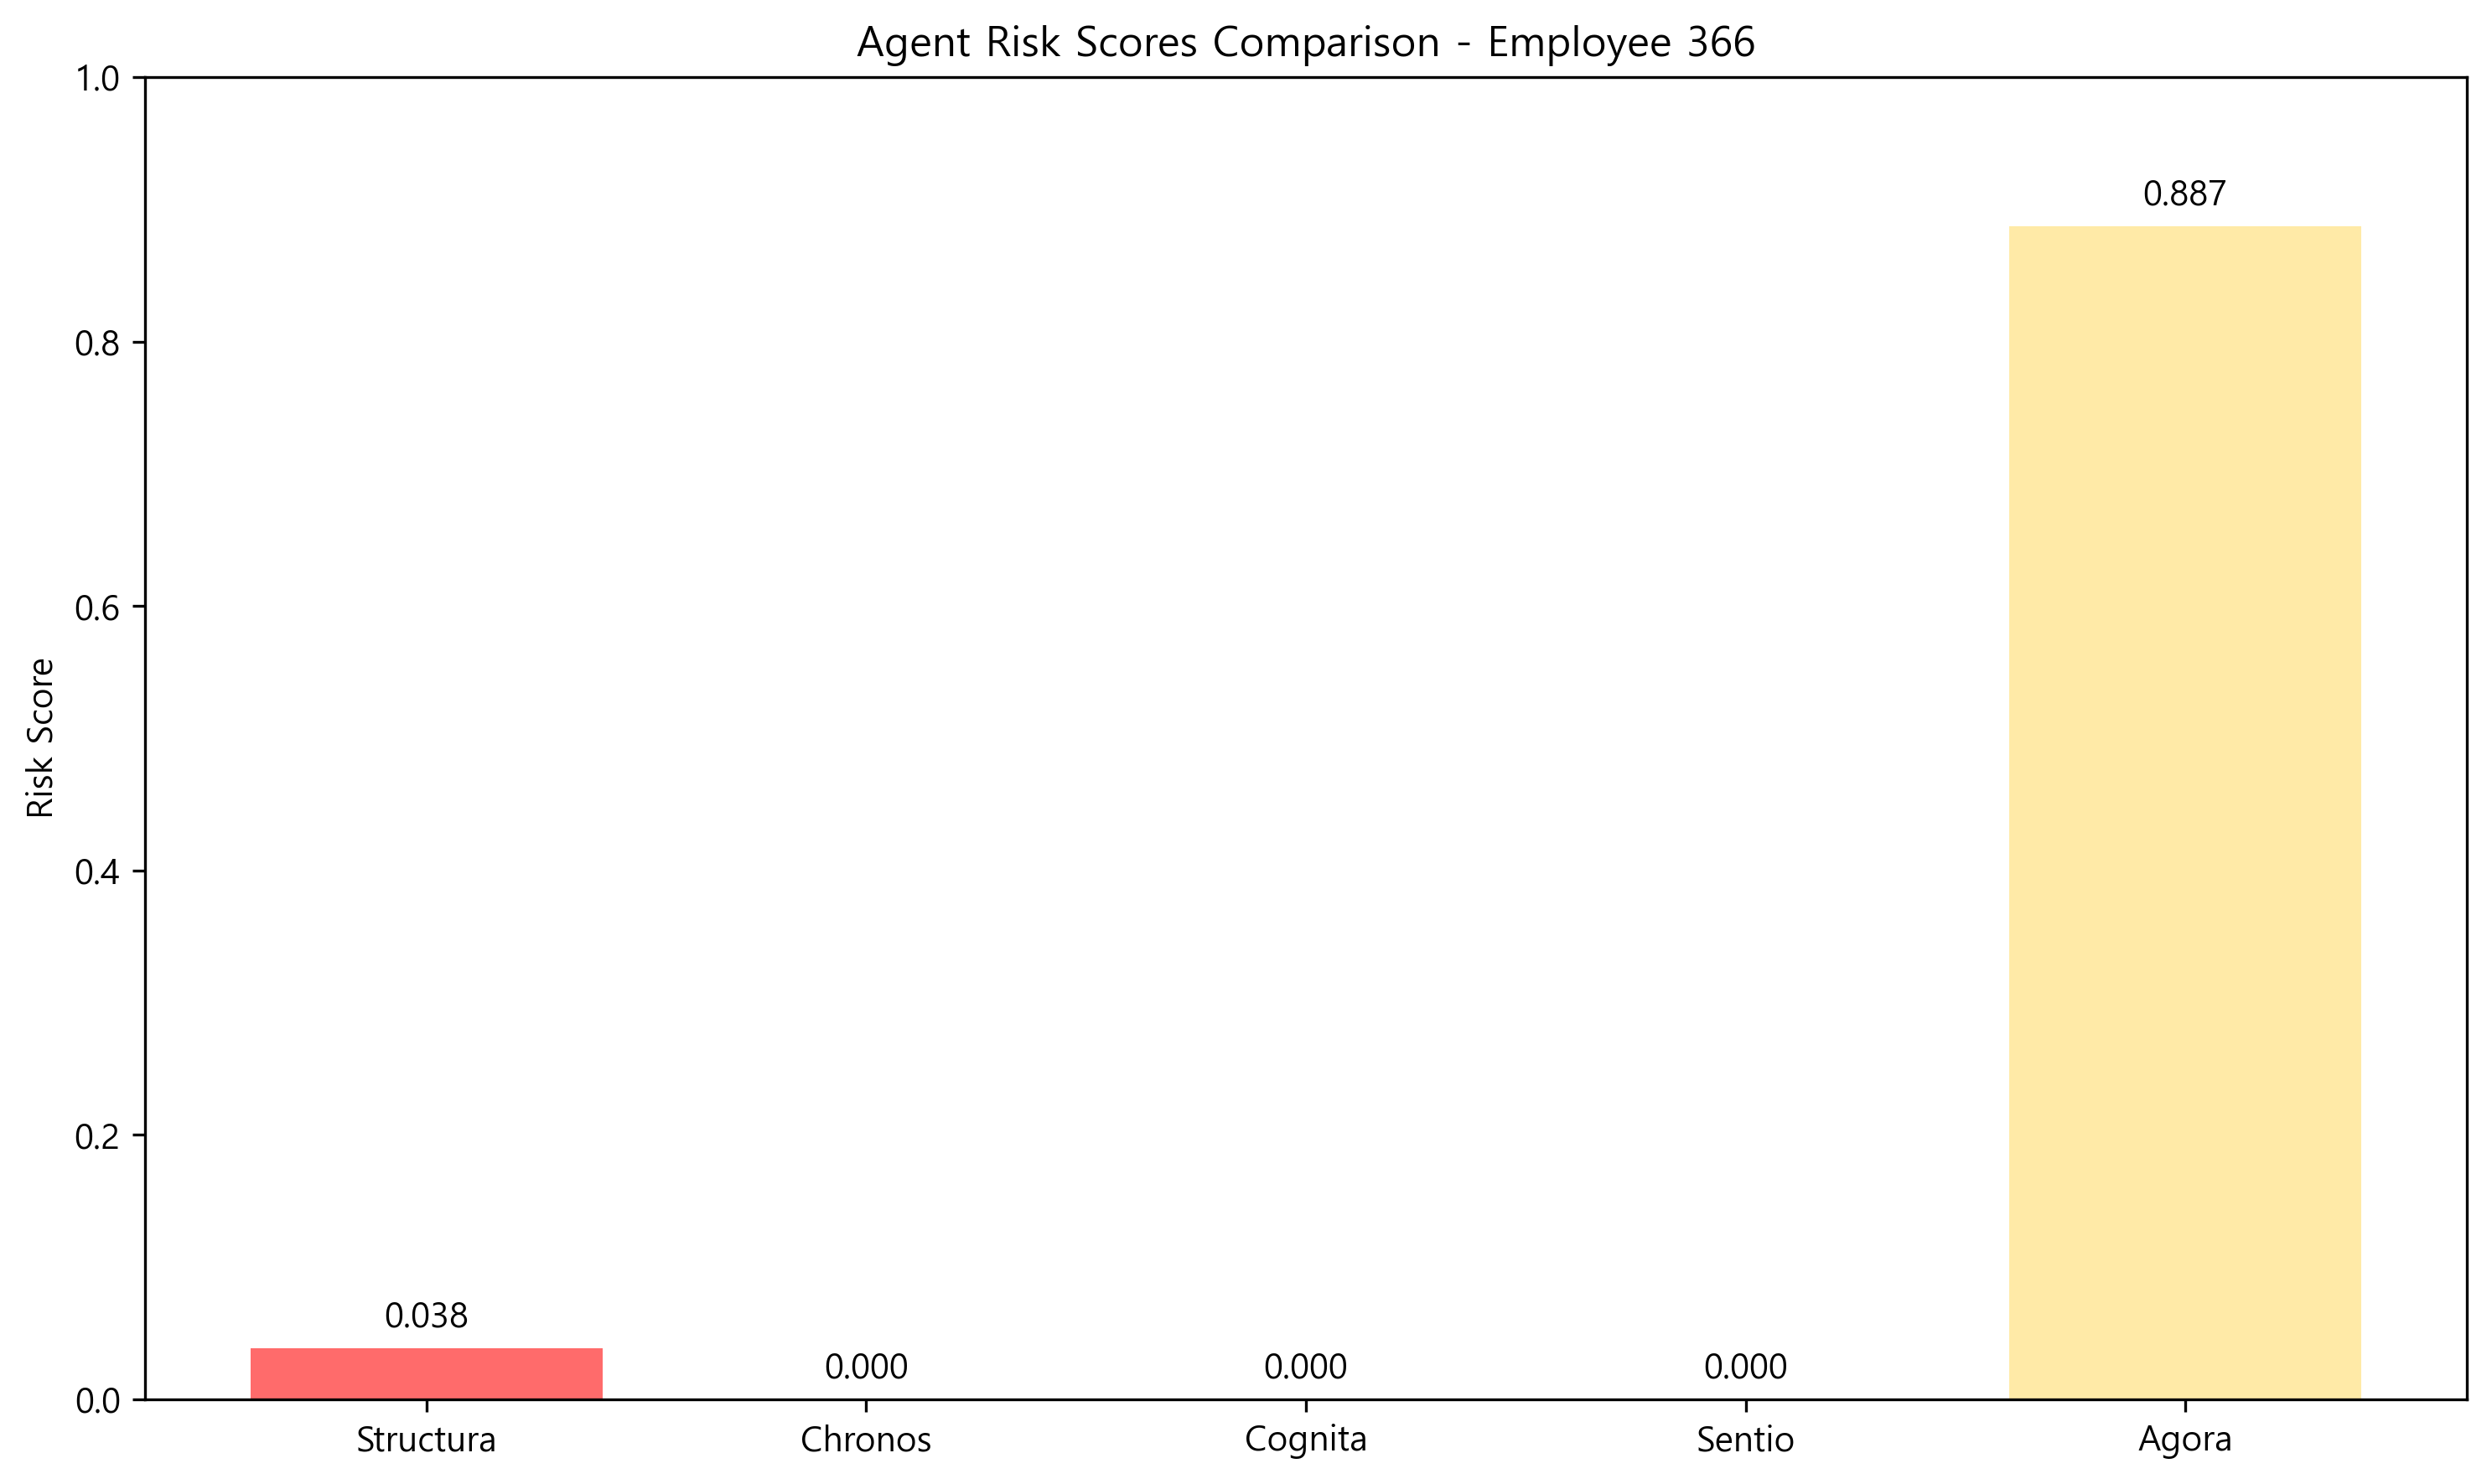 Agent Risk Scores Comparison - Employee 366
1.0
0.8
0.6
0.4
0.2
0.0
Risk Score
0.038
0.000
0.000
0.000
0.887
Structura
Chronos
Cognita
Sentio
Agora